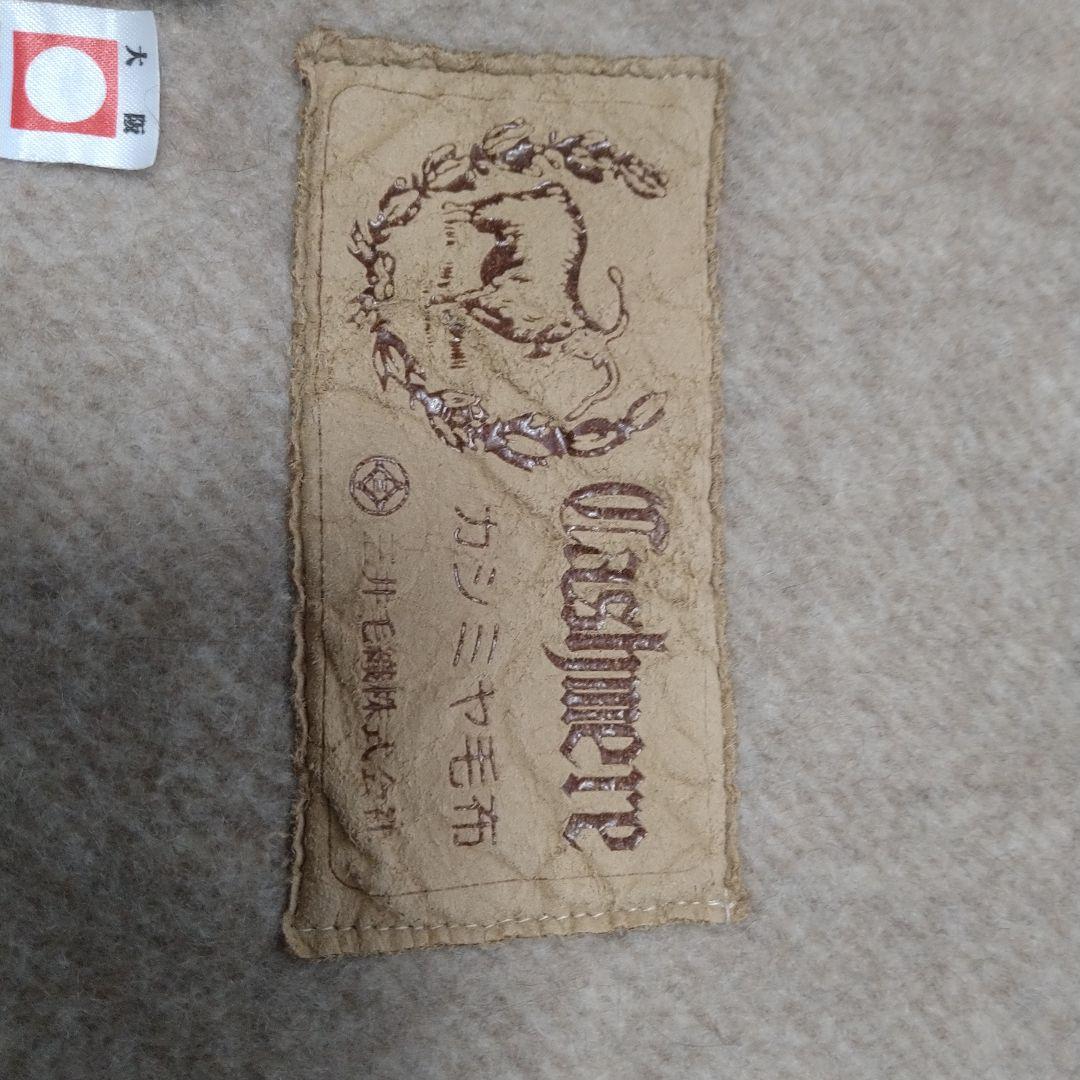 大阪
Cashmere
カシミヤ毛布
三井毛織株式会社